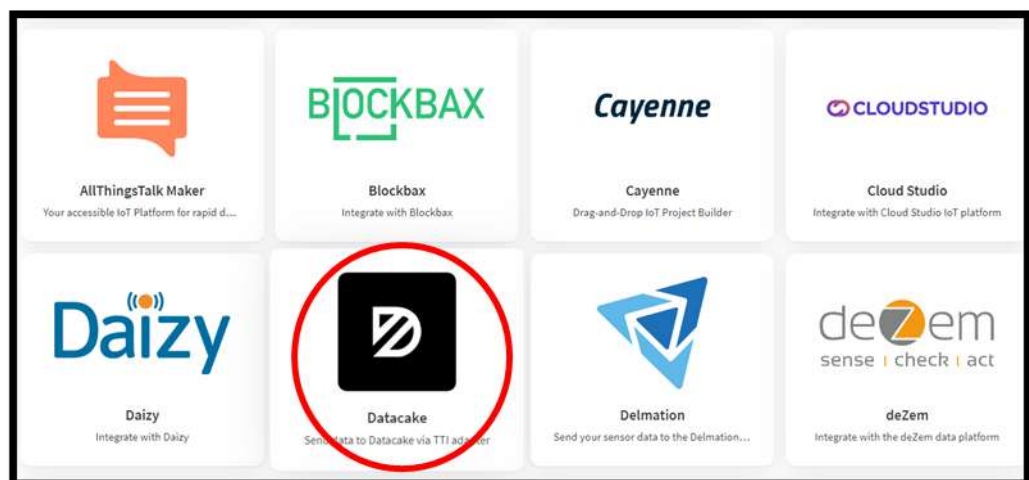 BLOCKBAX
Cayenne
CLOUDSTUDIO
AllThingsTalk Maker
Your accessible IoT Platform for rapid d...
Blockbax
Integrate with Blockbax
Cayenne
Drag-and-Drop IoT Project Builder
Cloud Studio
Integrate with Cloud Studio IoT platform
Daizy
D
deZem
sense | check | act
Daizy
Integrate with Daizy
Datacake
Send data to Datacake via TTI adapter
Delmation
Send your sensor data to the Delmation...
deZem
Integrate with the deZem data platform